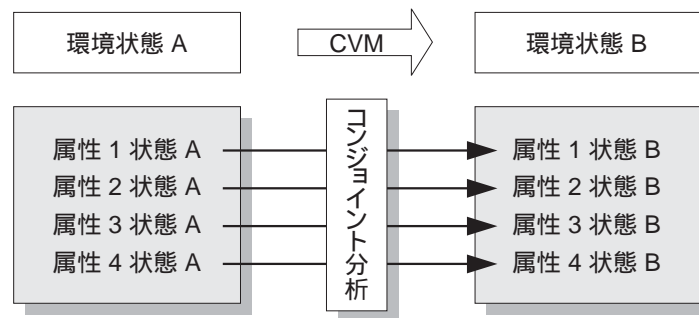 環境状態 A
CVM
環境状態 B
属性 1 状態 A
属性 2 状態 A
属性 3 状態 A
属性 4 状態 A
コンジョイント分析
属性 1 状態 B
属性 2 状態 B
属性 3 状態 B
属性 4 状態 B